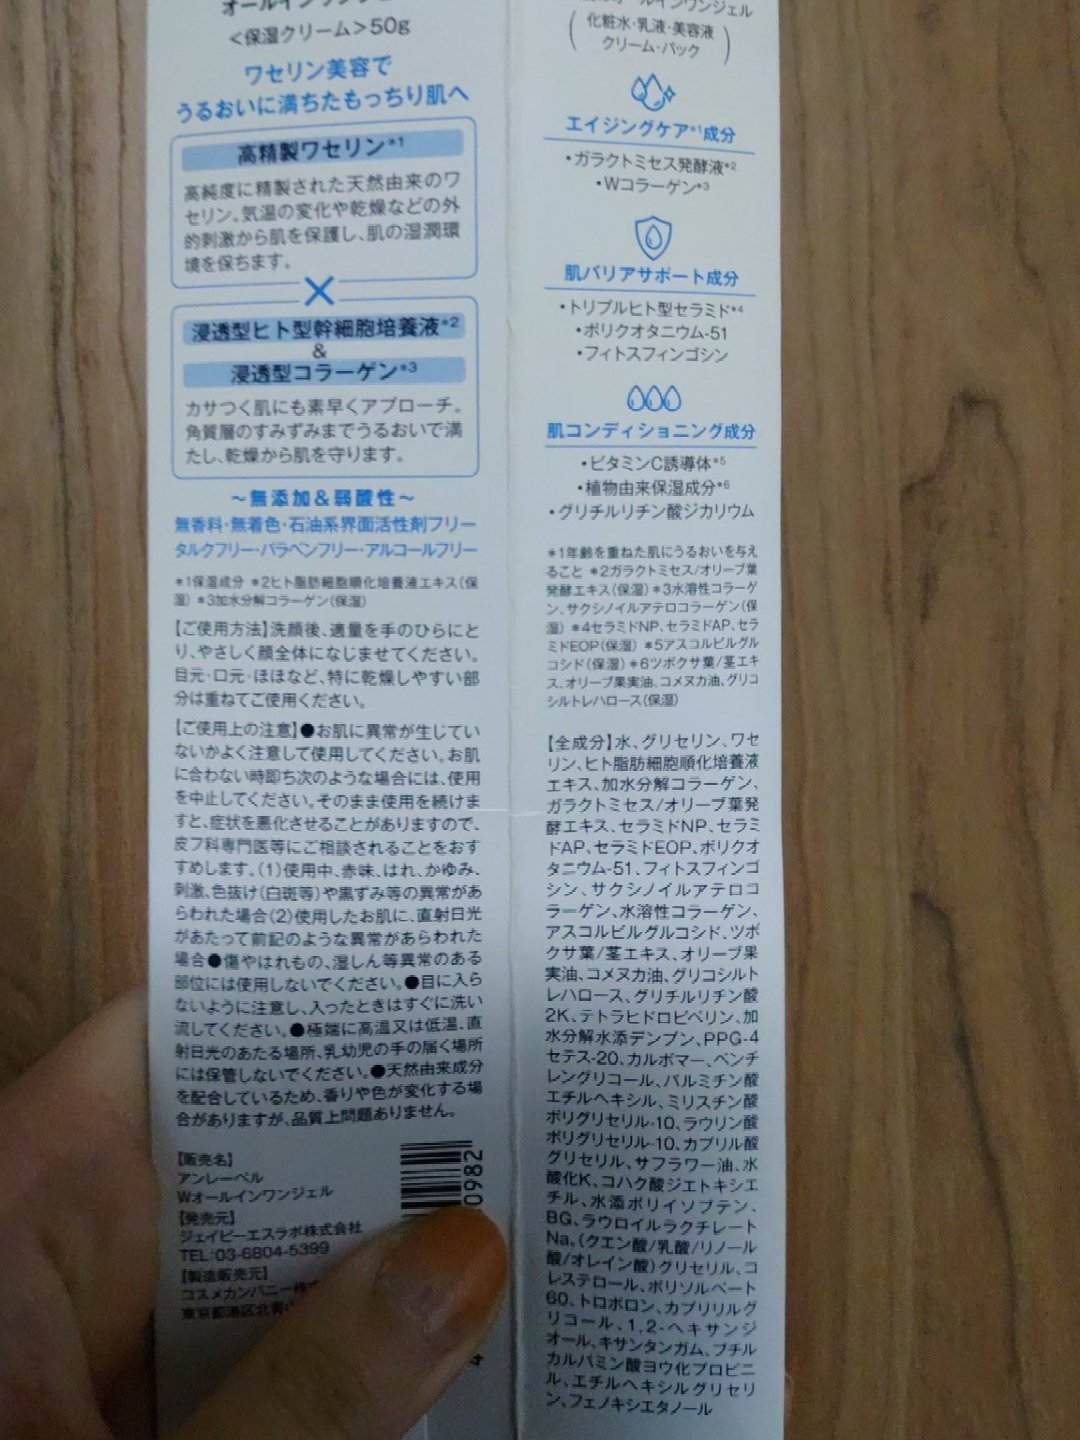 <保湿クリーム>50g
ワセリン美容で
うるおいに満ちたもっちり肌へ
高精製ワセリン*1
高純度に精製された天然由来のワ
セリン。気温の変化や乾燥などの外
的刺激から肌を保護し、肌の湿潤環
境を保ちます。
×
浸透型ヒト型幹細胞培養液*2
&
浸透型コラーゲン*3
カサつく肌にも素早くアプローチ。
角質層のすみずみまでうるおいで満
たし、乾燥から肌を守ります。
～無添加&弱酸性～
無香料・無着色・石油系界面活性剤フリー
タルクフリー・パラベンフリー・アルコールフリー
*1保湿成分 *2ヒト脂肪細胞順化培養液エキス(保
湿) *3加水分解コラーゲン(保湿)
【ご使用方法】洗顔後、適量を手のひらにと
り、やさしく顔全体になじませてください。
目元・口元・ほほなど、特に乾燥しやすい部
分は重ねてご使用ください。
【ご使用上の注意】●お肌に異常が生じてい
ないかよく注意して使用してください。お肌
に合わない時即ち次のような場合には、使用
を中止してください。そのまま使用を続けま
すと、症状を悪化させることがありますので、
皮フ科専門医等にご相談されることをおす
すめします。(1)使用中、赤味、はれ、かゆみ、
刺激、色抜け(白斑等)や黒ずみ等の異常があ
らわれた場合(2)使用したお肌に、直射日光
があたって前記のような異常があらわれた
場合●傷やはれもの、湿しん等異常のある
部位には使用しないでください。●目に入ら
ないように注意し、入ったときはすぐに洗い
流してください。●極端に高温又は低温、直
射日光のあたる場所、乳幼児の手の届く場所
には保管しないでください。●天然由来成分
を配合しているため、香りや色が変化する場
合がありますが、品質上問題ありません。
【販売名】
アンレーベル
Wオールインワンジェル
【発売元】
ジェイピーエスラボ株式会社
TEL:03-6804-5399
【製造販売元】
コスメカンパニー株
東京都港区北青
0982
オールインワンジェル
(化粧水・乳液・美容液
クリーム・パック)
エイジングケア*1成分
・ガラクトミセス発酵液*2
・Wコラーゲン*3
肌バリアサポート成分
・トリプルヒト型セラミド*4
・ポリクオタニウム-51
・フィトスフィンゴシン
肌コンディショニング成分
・ビタミンC誘導体*5
・植物由来保湿成分*6
・グリチルリチン酸ジカリウム
*1年齢を重ねた肌にうるおいを与え
ること *2ガラクトミセス/オリーブ葉
発酵エキス(保湿) *3水溶性コラーゲ
ン、サクシノイルアテロコラーゲン(保
湿) *4セラミドNP、セラミドAP、セラ
ミドEOP(保湿) *5アスコルビルグル
コシド(保湿) *6ツボクサ葉/茎エキ
ス、オリーブ果実油、コメヌカ油、グリコ
シルトレハロース(保湿)
【全成分】水、グリセリン、ワセ
リン、ヒト脂肪細胞順化培養液
エキス、加水分解コラーゲン、
ガラクトミセス/オリーブ葉発
酵エキス、セラミドNP、セラミ
ドAP、セラミドEOP、ポリクオ
タニウム-51、フィトスフィンゴ
シン、サクシノイルアテロコ
ラーゲン、水溶性コラーゲン、
アスコルビルグルコシド、ツボ
クサ葉/茎エキス、オリーブ果
実油、コメヌカ油、グリコシルト
レハロース、グリチルリチン酸
2K、テトラヒドロピペリン、加
水分解水添デンプン、PPG-4
セテス-20、カルボマー、ペンチ
レングリコール、パルミチン酸
エチルヘキシル、ミリスチン酸
ポリグリセリル-10、ラウリン酸
ポリグリセリル-10、カプリル酸
グリセリル、サフラワー油、水
酸化K、コハク酸ジエトキシエ
チル、水添ポリイソブテン、
BG、ラウロイルラクチレート
Na、(クエン酸/乳酸/リノール
酸/オレイン酸)グリセリル、コ
レステロール、ポリソルベート
60、トロポロン、カプリリルグ
リコール、1,2-ヘキサンジ
オール、キサンタンガム、ブチル
カルバミン酸ヨウ化プロピニ
ル、エチルヘキシルグリセリ
ン、フェノキシエタノール